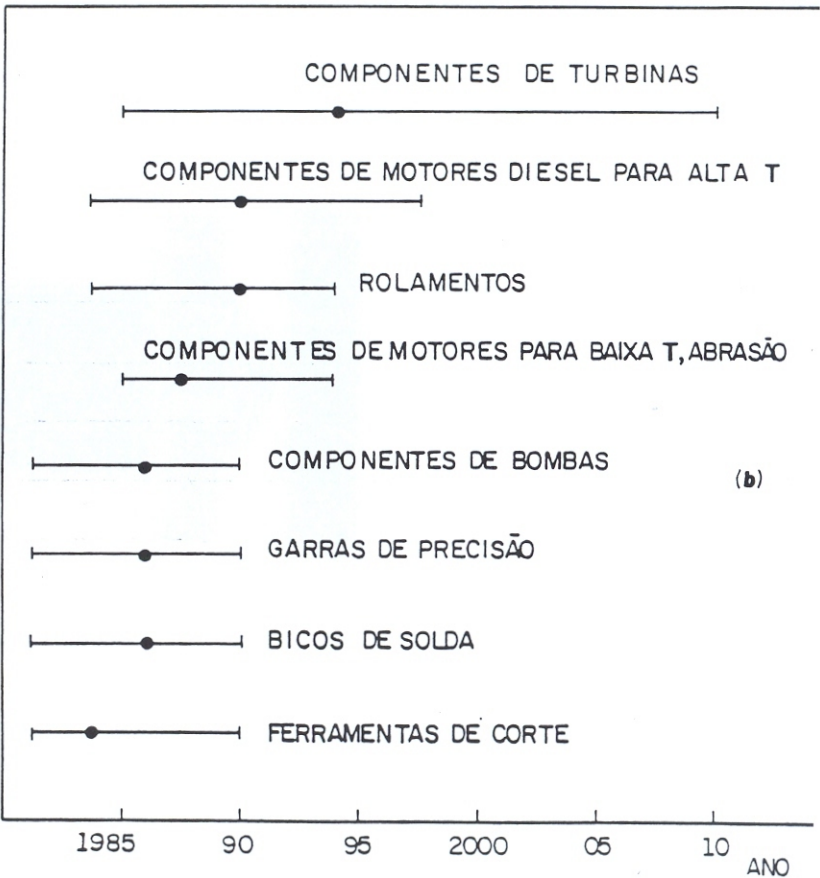 COMPONENTES DE TURBINAS
COMPONENTES DE MOTORES DIESEL PARA ALTA T
ROLAMENTOS
COMPONENTES DE MOTORES PARA BAIXA T, ABRASÃO
COMPONENTES DE BOMBAS
(b)
GARRAS DE PRECISÃO
BICOS DE SOLDA
FERRAMENTAS DE CORTE
1985 90 95 2000 05 10
ANO